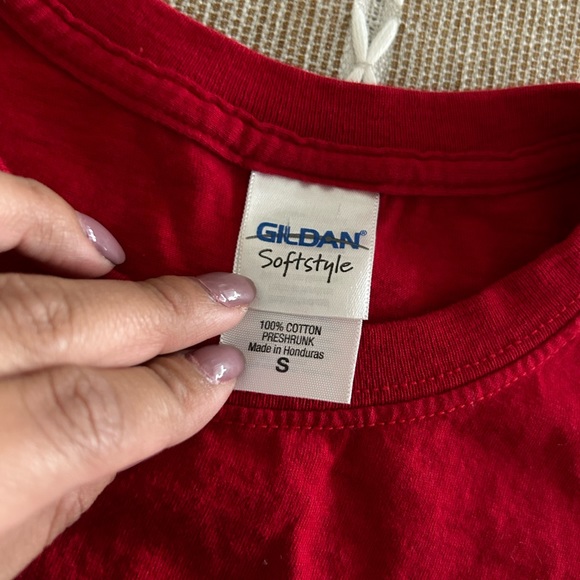 GILDAN®
Softstyle
100% COTTON
PRESHRUNK
Made in Honduras
S